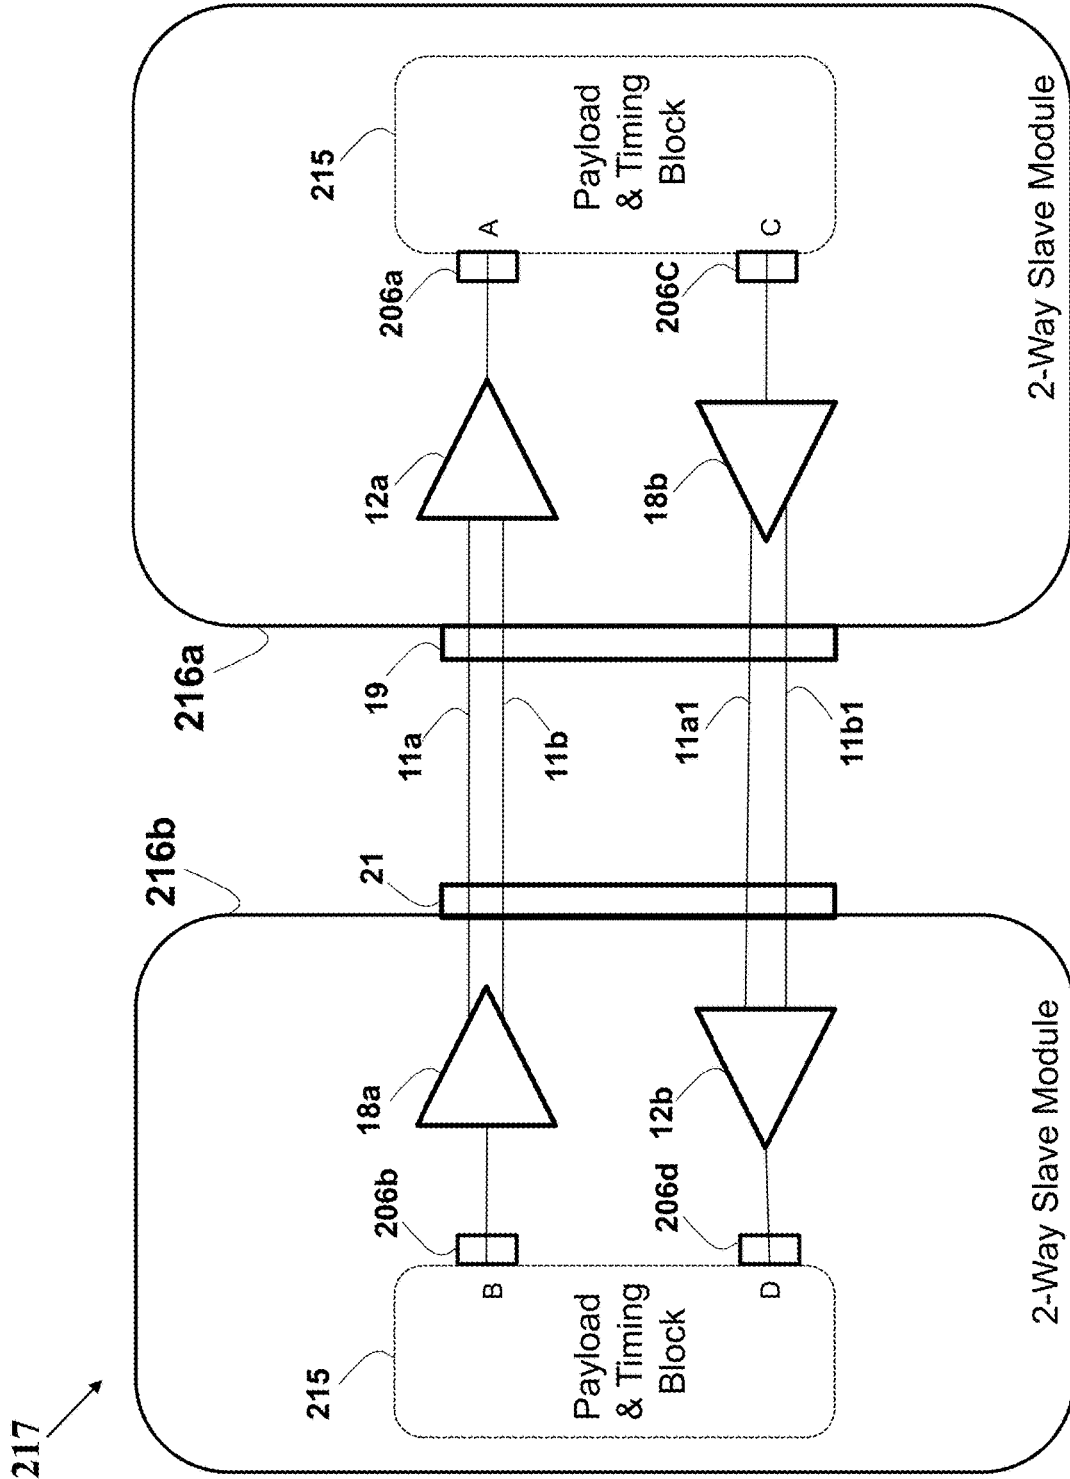 217
216b
216a
215
Payload
& Timing
Block
B
D
206b
206d
18a
12b
21
2-Way Slave Module
11a
11b
11a1
11b1
19
12a
18b
206a
206C
A
C
215
Payload
& Timing
Block
2-Way Slave Module